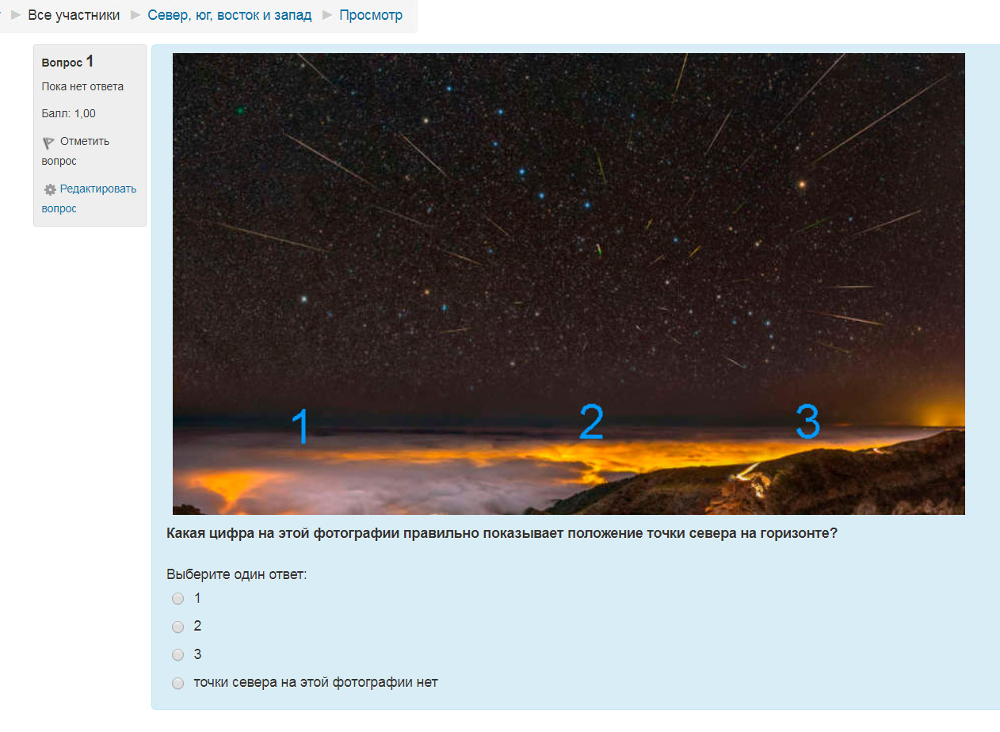 Все участники ▶ Север, юг, восток и запад ▶ Просмотр
Вопрос 1
Пока нет ответа
Балл: 1,00
Отметить
вопрос
Редактировать
вопрос
1
2
3
Какая цифра на этой фотографии правильно показывает положение точки севера на горизонте?
Выберите один ответ:
1
2
3
точки севера на этой фотографии нет